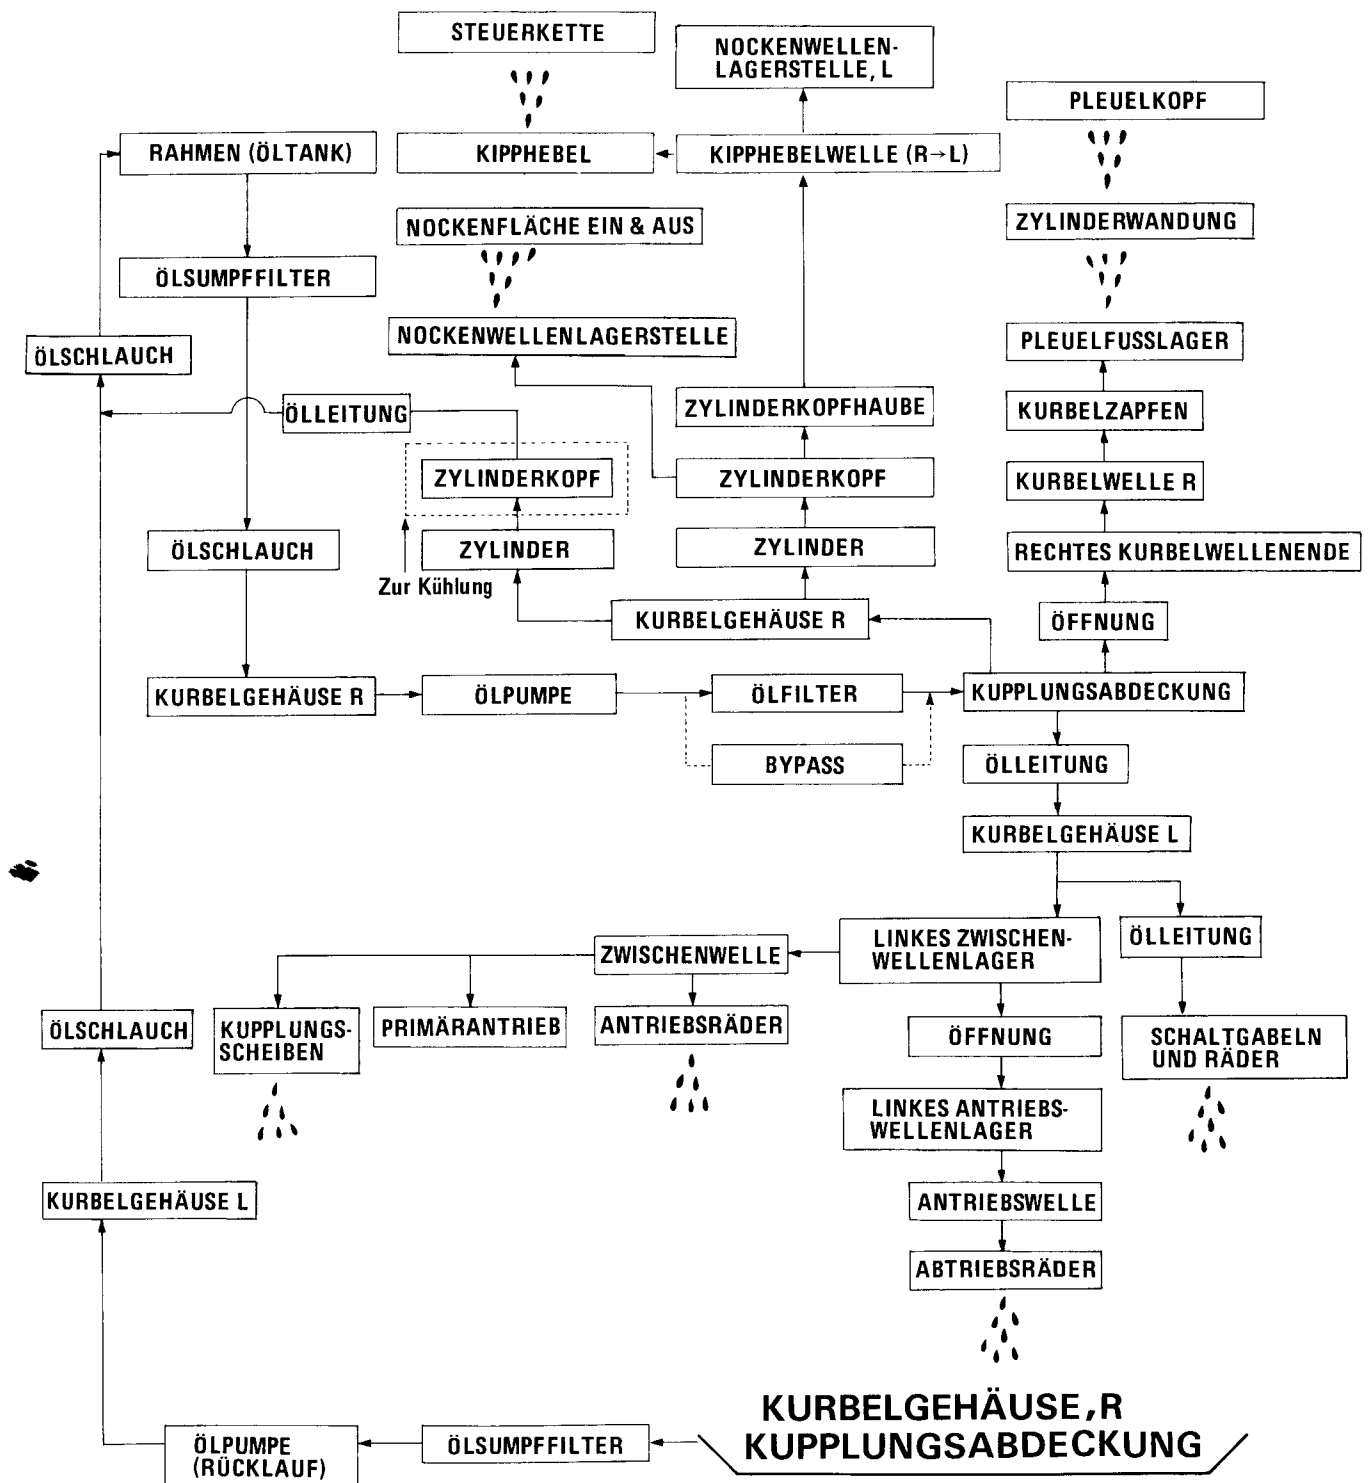 STEUERKETTE
NOCKENWELLEN-
LAGERSTELLE, L
PLEUELKOPF
RAHMEN (ÖLTANK)
KIPPHEBEL
KIPPHEBELWELLE (R→L)
NOCKENFLÄCHE EIN & AUS
ZYLINDERWANDUNG
ÖLSUMPFFILTER
NOCKENWELLENLAGERSTELLE
PLEUELFUSSLAGER
ÖLSCHLAUCH
ÖLLEITUNG
ZYLINDERKOPFHAUBE
KURBELZAPFEN
ZYLINDERKOPF
ZYLINDERKOPF
KURBELWELLE R
ÖLSCHLAUCH
ZYLINDER
ZYLINDER
RECHTES KURBELWELLENENDE
Zur Kühlung
KURBELGEHÄUSE R
ÖFFNUNG
KURBELGEHÄUSE R
ÖLPUMPE
ÖLFILTER
KUPPLUNGSABDECKUNG
BYPASS
ÖLLEITUNG
KURBELGEHÄUSE L
ZWISCHENWELLE
LINKES ZWISCHEN-
WELLENLAGER
ÖLLEITUNG
ÖLSCHLAUCH
KUPPLUNGS-
SCHEIBEN
PRIMÄRANTRIEB
ANTRIEBSRÄDER
ÖFFNUNG
SCHALTGABELN
UND RÄDER
LINKES ANTRIEBS-
WELLENLAGER
KURBELGEHÄUSE L
ANTRIEBSWELLE
ABTRIEBSRÄDER
KURBELGEHÄUSE,R
KUPPLUNGSABDECKUNG
ÖLSUMPFFILTER
ÖLPUMPE
(RÜCKLAUF)